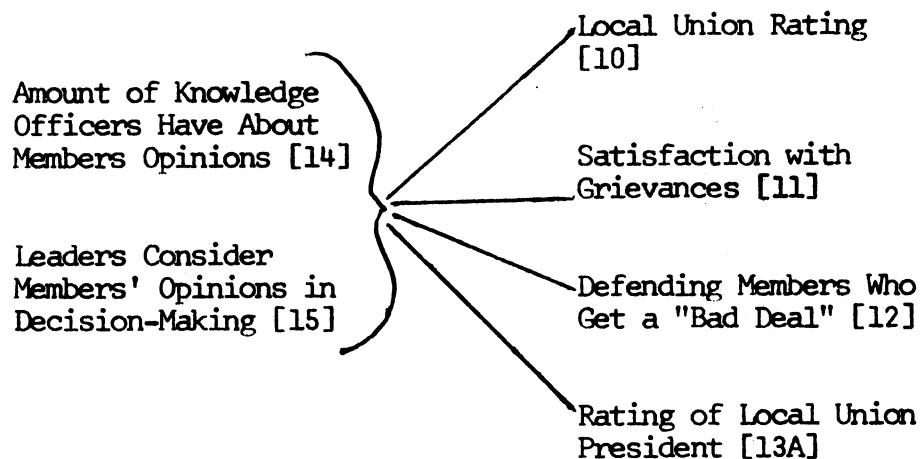 Amount of Knowledge
Officers Have About
Members Opinions [14]
Leaders Consider
Members' Opinions in
Decision-Making [15]
Local Union Rating
[10]
Satisfaction with
Grievances [11]
Defending Members Who
Get a "Bad Deal" [12]
Rating of Local Union
President [13A]